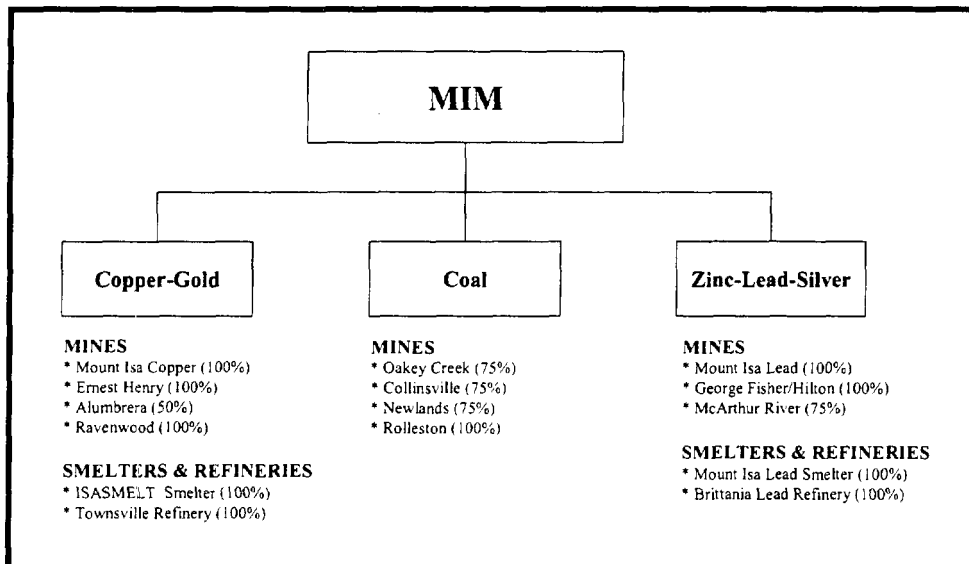 MIM
Copper-Gold
MINES
* Mount Isa Copper (100%)
* Ernest Henry (100%)
* Alumbrera (50%)
* Ravenwood (100%)
SMELTERS & REFINERIES
* ISASMELT Smelter (100%)
* Townsville Refinery (100%)
Coal
MINES
* Oakey Creek (75%)
* Collinsville (75%)
* Newlands (75%)
* Rolleston (100%)
Zinc-Lead-Silver
MINES
* Mount Isa Lead (100%)
* George Fisher/Hilton (100%)
* McArthur River (75%)
SMELTERS & REFINERIES
* Mount Isa Lead Smelter (100%)
* Brittania Lead Refinery (100%)